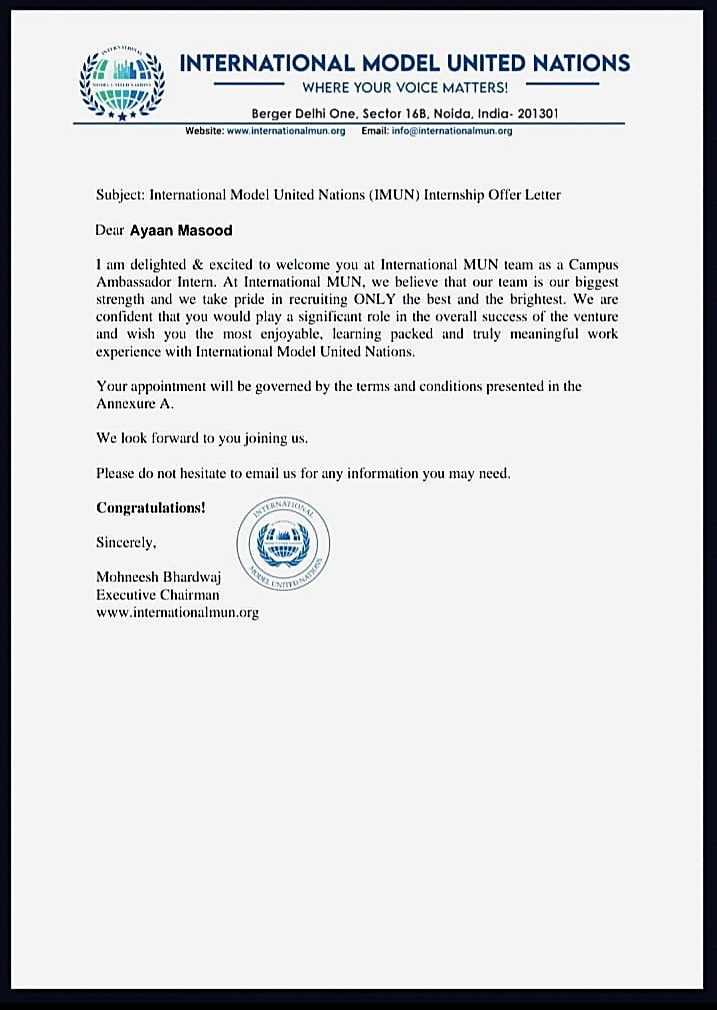 INTERNATIONAL
MODEL UNITED NATIONS
INTERNATIONAL MODEL UNITED NATIONS
WHERE YOUR VOICE MATTERS!
Berger Delhi One, Sector 16B, Noida, India- 201301
Website: www.internationalmun.org Email: info@internationalmun.org
Subject: International Model United Nations (IMUN) Internship Offer Letter
Dear Ayaan Masood
I am delighted & excited to welcome you at International MUN team as a Campus
Ambassador Intern. At International MUN, we believe that our team is our biggest
strength and we take pride in recruiting ONLY the best and the brightest. We are
confident that you would play a significant role in the overall success of the venture
and wish you the most enjoyable, learning packed and truly meaningful work
experience with International Model United Nations.
Your appointment will be governed by the terms and conditions presented in the
Annexure A.
We look forward to you joining us.
Please do not hesitate to email us for any information you may need.
Congratulations!
Sincerely,
Mohneesh Bhardwaj
Executive Chairman
www.internationalmun.org
INTERNATIONAL
MODEL UNITED NATIONS